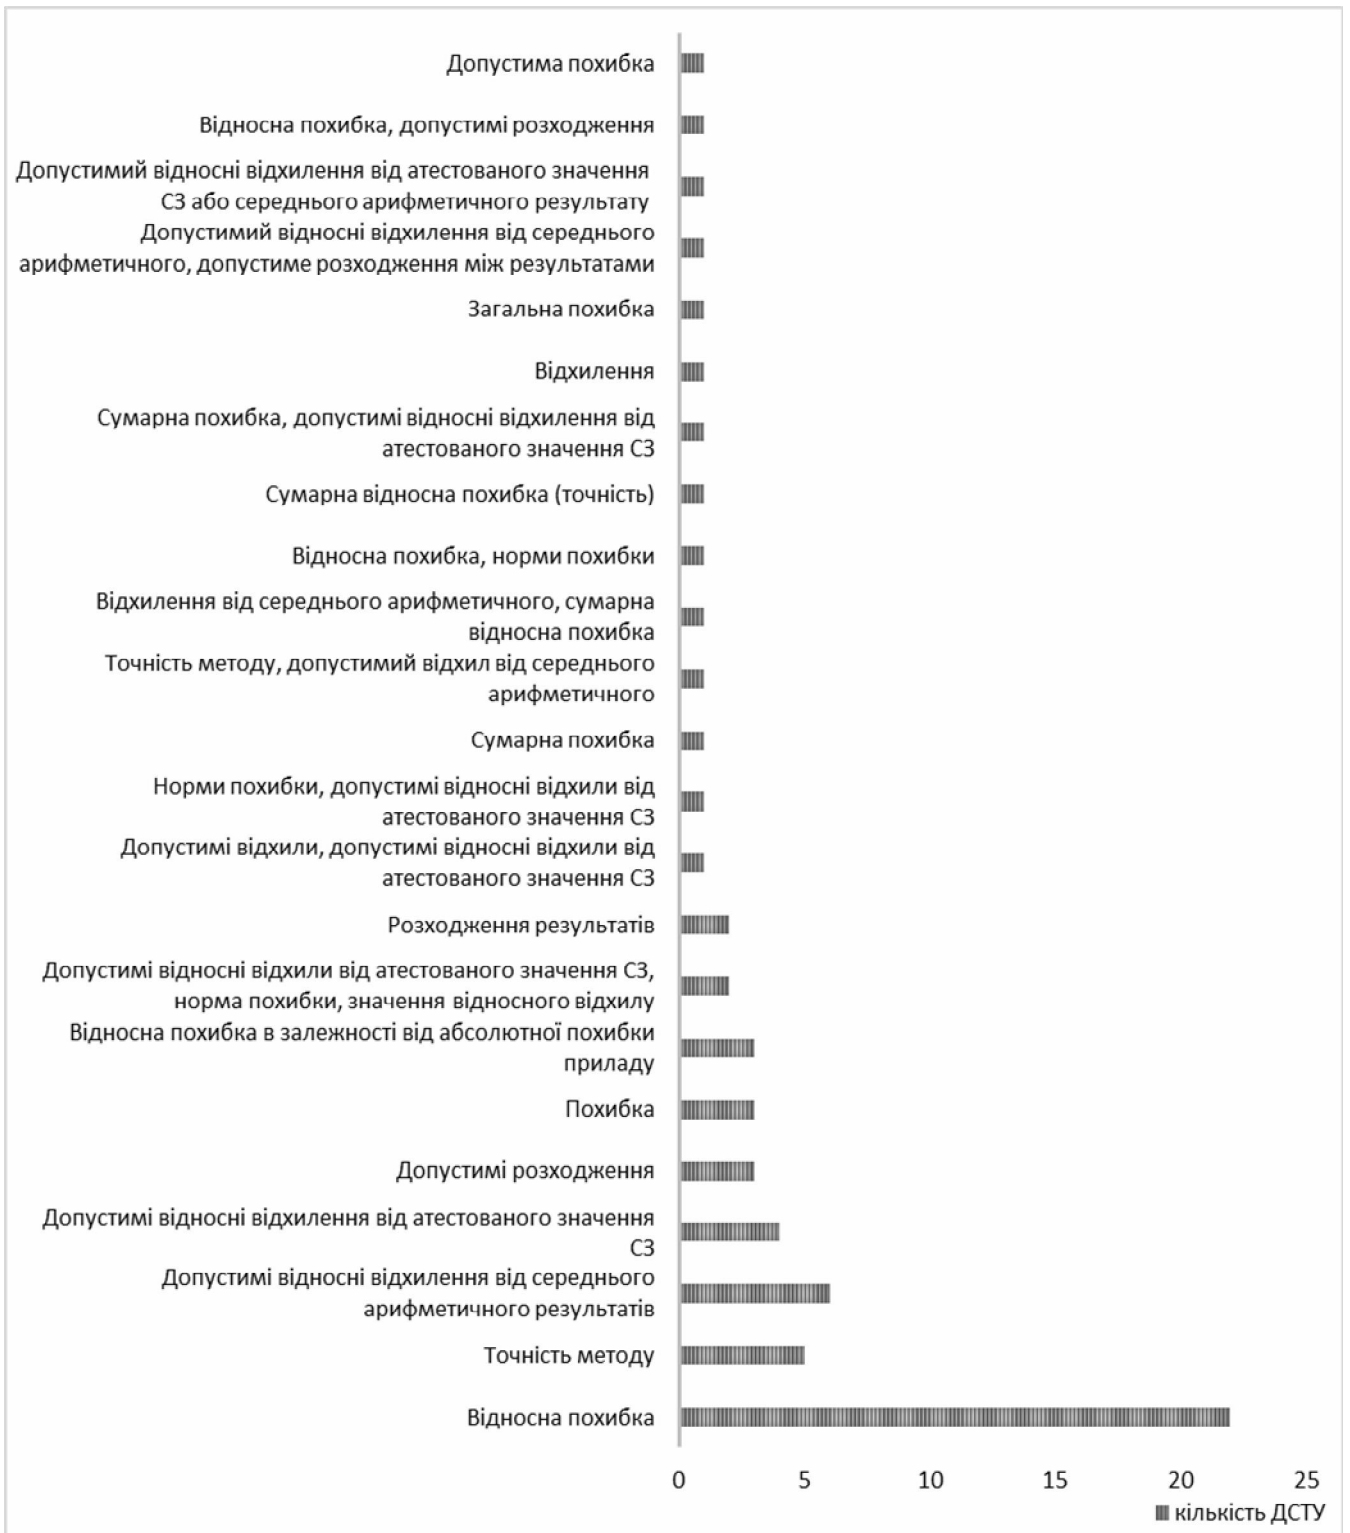 Допустима похибка
Відносна похибка, допустимі розходження
Допустимий відносні відхилення від атестованого значення
СЗ або середнього арифметичного результату
Допустимий відносні відхилення від середнього
арифметичного, допустиме розходження між результатами
Загальна похибка
Відхилення
Сумарна похибка, допустимі відносні відхилення від
атестованого значення СЗ
Сумарна відносна похибка (точність)
Відносна похибка, норми похибки
Відхилення від середнього арифметичного, сумарна
відносна похибка
Точність методу, допустимий відхил від середнього
арифметичного
Сумарна похибка
Норми похибки, допустимі відносні відхили від
атестованого значення СЗ
Допустимі відхили, допустимі відносні відхили від
атестованого значення СЗ
Розходження результатів
Допустимі відносні відхили від атестованого значення СЗ,
норма похибки, значення відносного відхилу
Відносна похибка в залежності від абсолютної похибки
приладу
Похибка
Допустимі розходження
Допустимі відносні відхилення від атестованого значення
СЗ
Допустимі відносні відхилення від середнього
арифметичного результатів
Точність методу
Відносна похибка
0 5 10 15 20 25
кількість ДСТУ